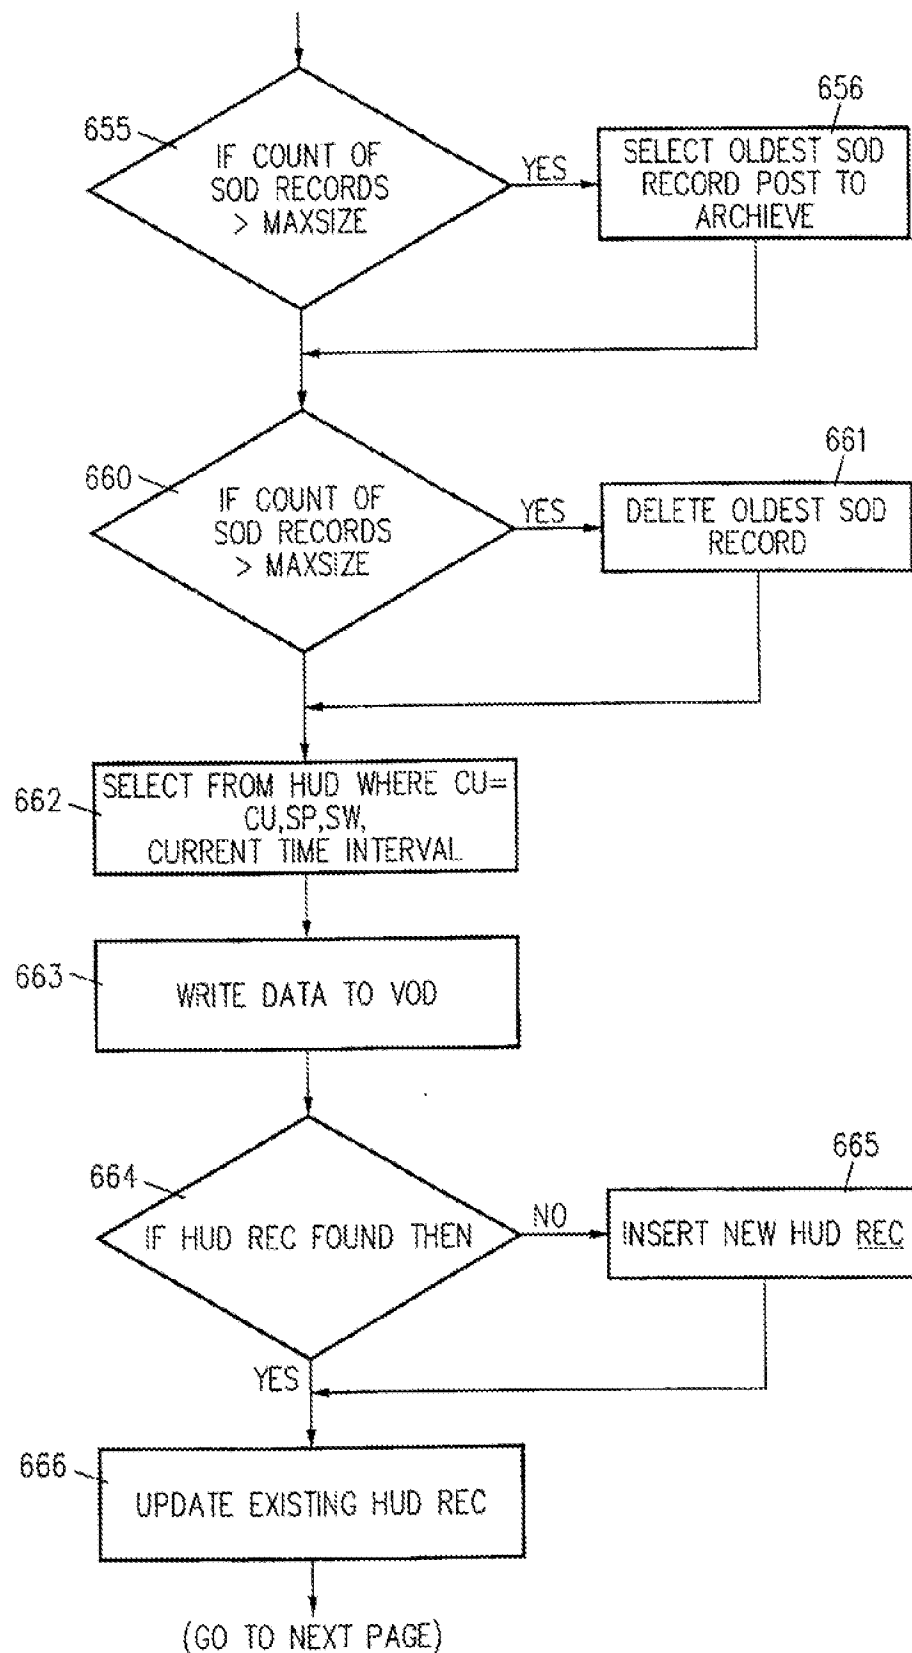 655
IF COUNT OF
SOD RECORDS
> MAXSIZE
YES
656
SELECT OLDEST SOD
RECORD POST TO
ARCHIEVE
660
IF COUNT OF
SOD RECORDS
> MAXSIZE
YES
661
DELETE OLDEST SOD
RECORD
662
SELECT FROM HUD WHERE CU=
CU,SP,SW,
CURRENT TIME INTERVAL
663
WRITE DATA TO VOD
664
IF HUD REC FOUND THEN
NO
665
INSERT NEW HUD REC
YES
666
UPDATE EXISTING HUD REC
(GO TO NEXT PAGE)